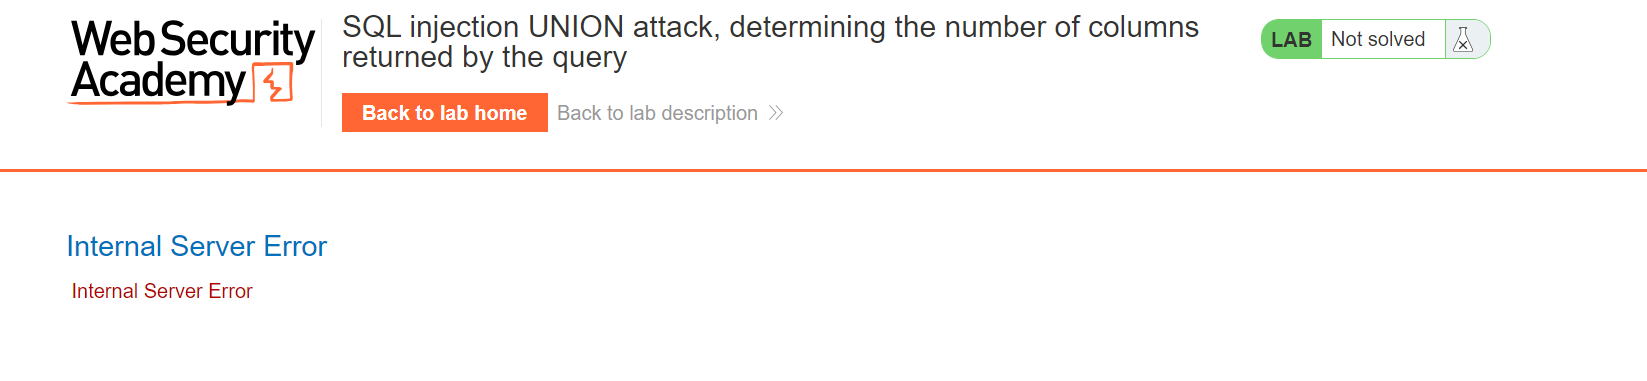 Web Security
Academy
SQL injection UNION attack, determining the number of columns
returned by the query
Back to lab home
Back to lab description
LAB
Not solved
Internal Server Error
Internal Server Error